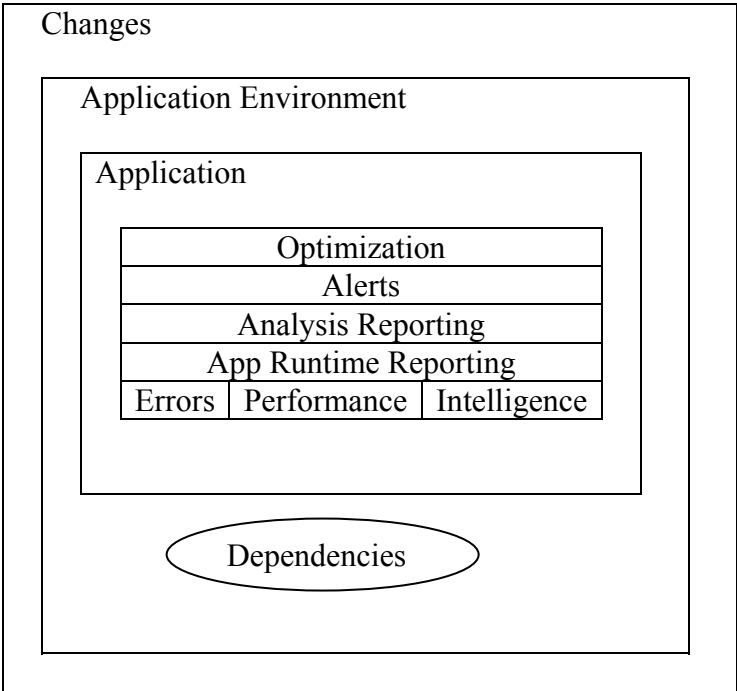 Changes
Application Environment
Application
Optimization
Alerts
Analysis Reporting
App Runtime Reporting
Errors Performance Intelligence
Dependencies